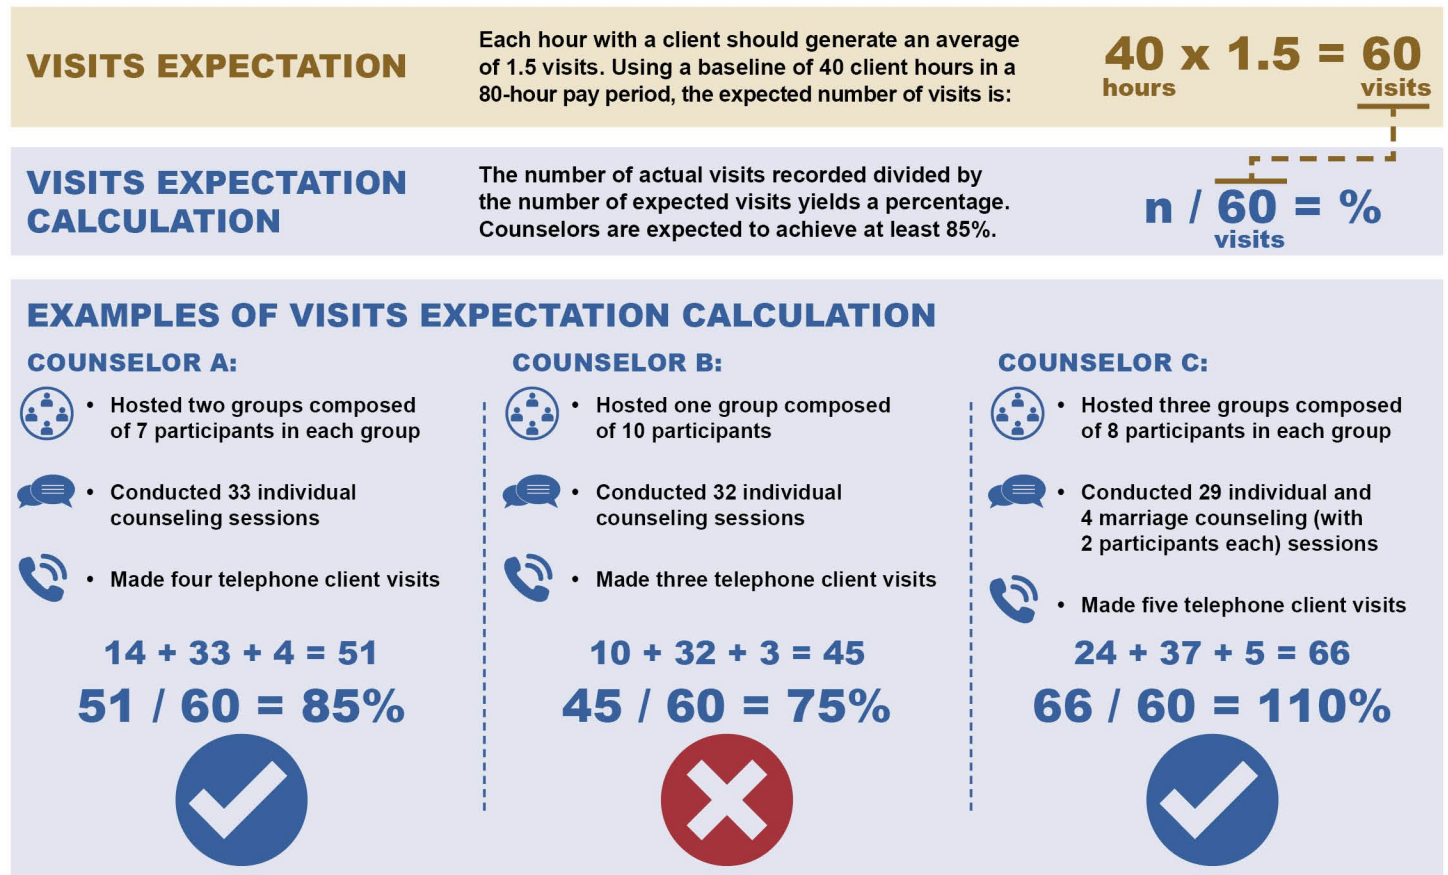 VISITS EXPECTATION
Each hour with a client should generate an average
of 1.5 visits. Using a baseline of 40 client hours in a
80-hour pay period, the expected number of visits is:
40 x 1.5 = 60
hours visits
VISITS EXPECTATION
CALCULATION
The number of actual visits recorded divided by
the number of expected visits yields a percentage.
Counselors are expected to achieve at least 85%.
n / 60 = %
visits
EXAMPLES OF VISITS EXPECTATION CALCULATION
COUNSELOR A:
• Hosted two groups composed
of 7 participants in each group
• Conducted 33 individual
counseling sessions
• Made four telephone client visits
14 + 33 + 4 = 51
51 / 60 = 85%
COUNSELOR B:
• Hosted one group composed
of 10 participants
• Conducted 32 individual
counseling sessions
• Made three telephone client visits
10 + 32 + 3 = 45
45 / 60 = 75%
COUNSELOR C:
• Hosted three groups composed
of 8 participants in each group
• Conducted 29 individual and
4 marriage counseling (with
2 participants each) sessions
• Made five telephone client visits
24 + 37 + 5 = 66
66 / 60 = 110%